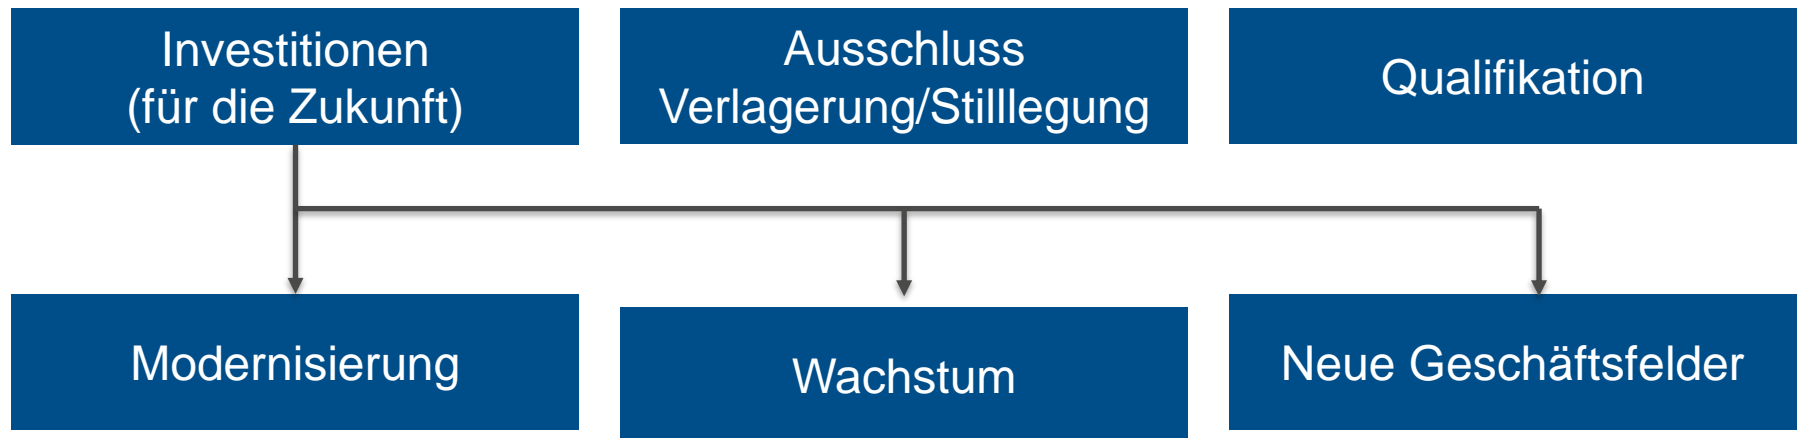 Investitionen
(für die Zukunft)
Ausschluss
Verlagerung/Stilllegung
Qualifikation
Modernisierung
Wachstum
Neue Geschäftsfelder